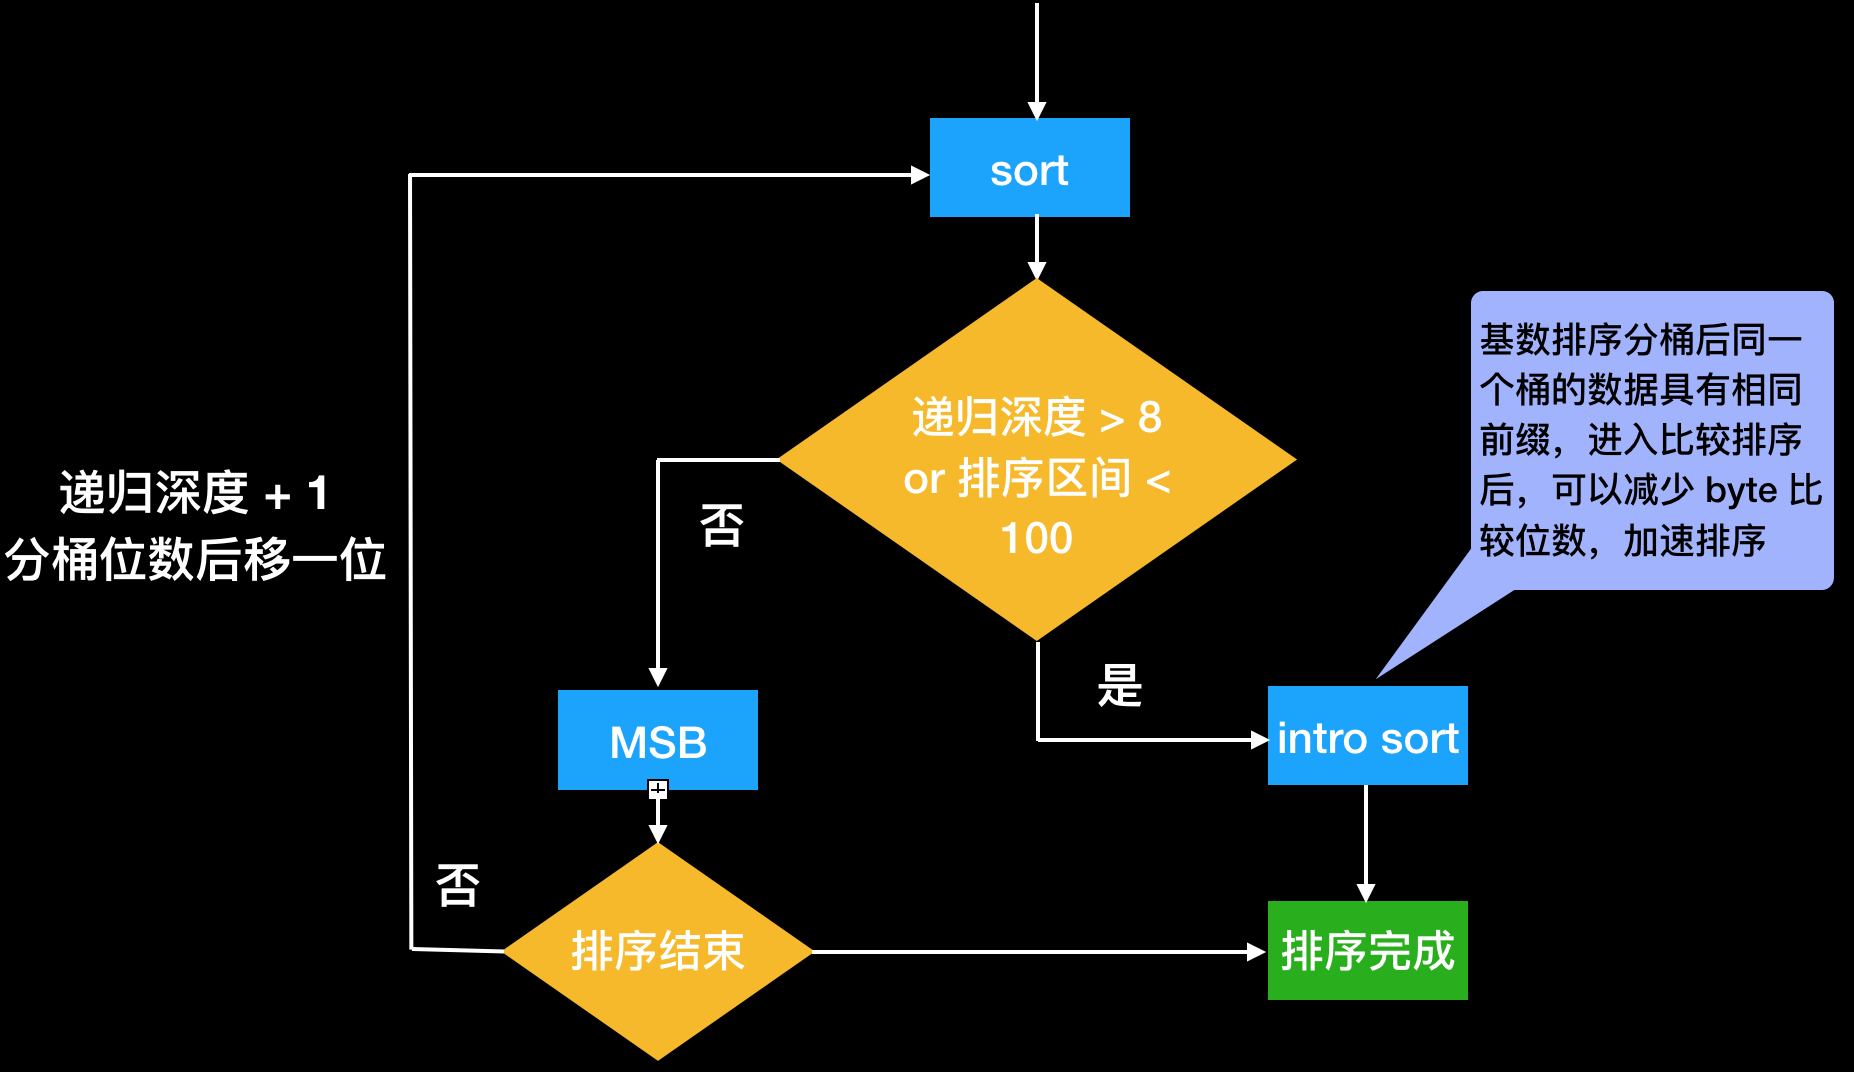 sort
递归深度 > 8
or 排序区间 <
100
基数排序分桶后同一
个桶的数据具有相同
前缀，进入比较排序
后，可以减少 byte 比
较位数，加速排序
递归深度 + 1
分桶位数后移一位
否
是
MSB
intro sort
否
排序结束
排序完成